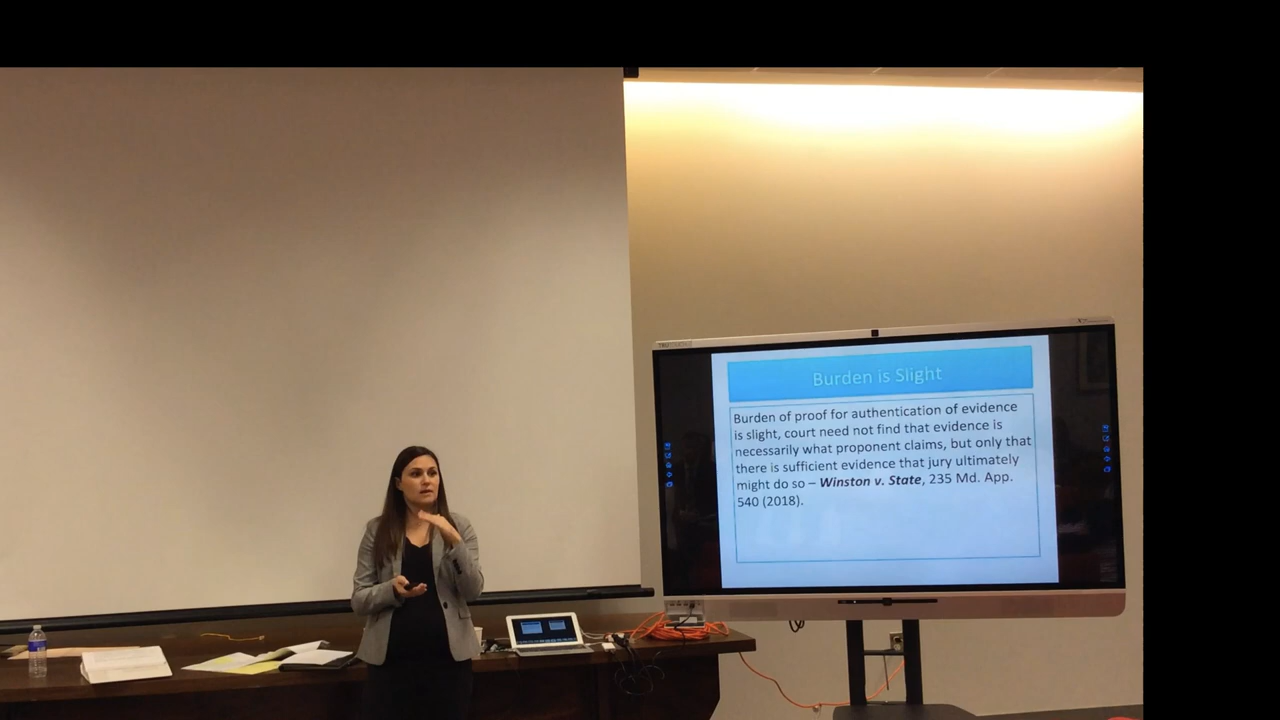 Burden is Slight
Burden of proof for authentication of evidence
is slight, court need not find that evidence is
necessarily what proponent claims, but only that
there is sufficient evidence that jury ultimately
might do so – Winston v. State, 235 Md. App.
540 (2018).